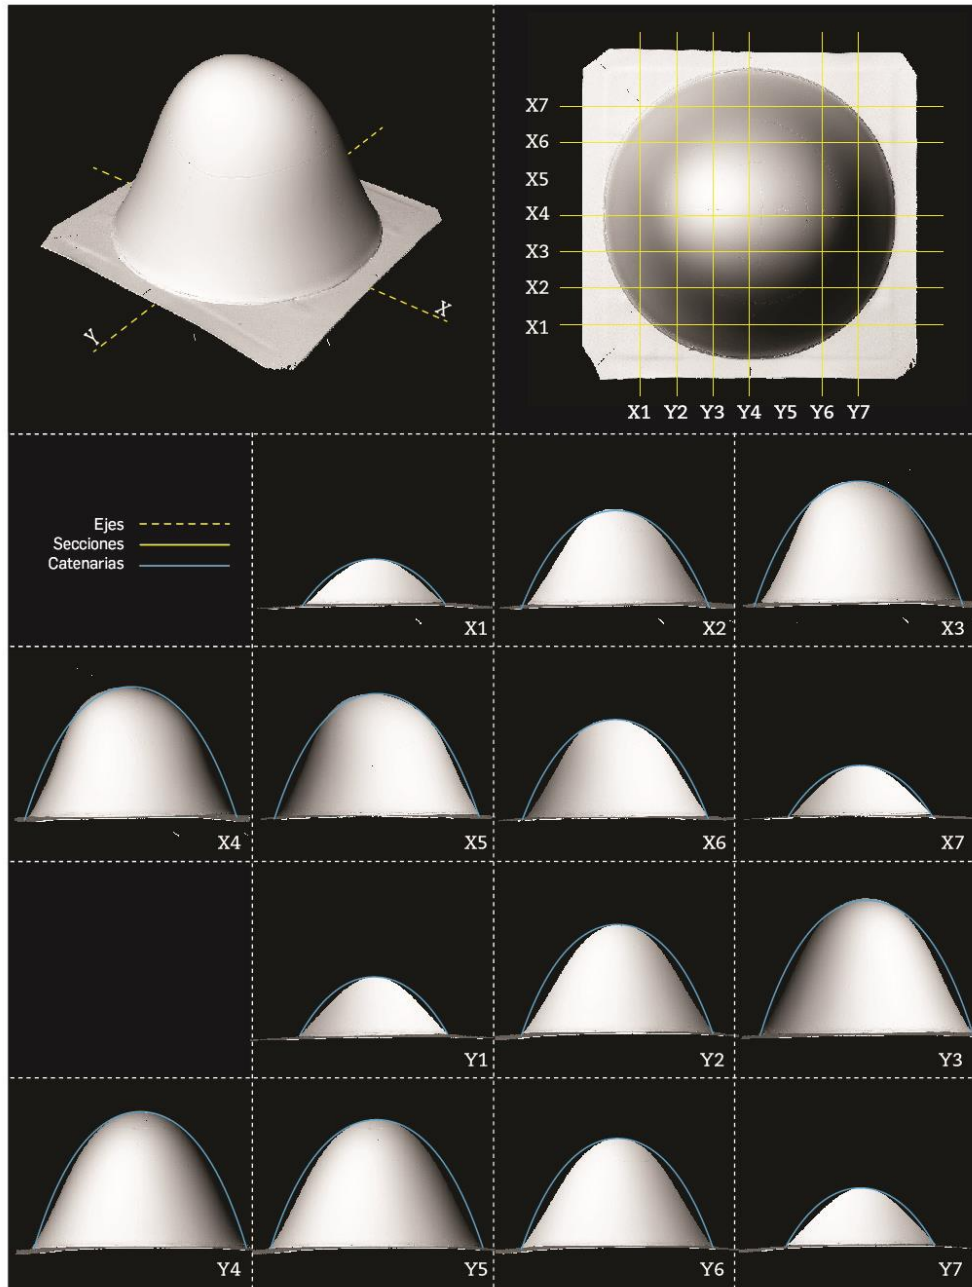 Y
X
X7
X6
X5
X4
X3
X2
X1
X1 Y2 Y3 Y4 Y5 Y6 Y7
Ejes
Secciones
Catenarias
X1
X2
X3
X4
X5
X6
X7
Y1
Y2
Y3
Y4
Y5
Y6
Y7